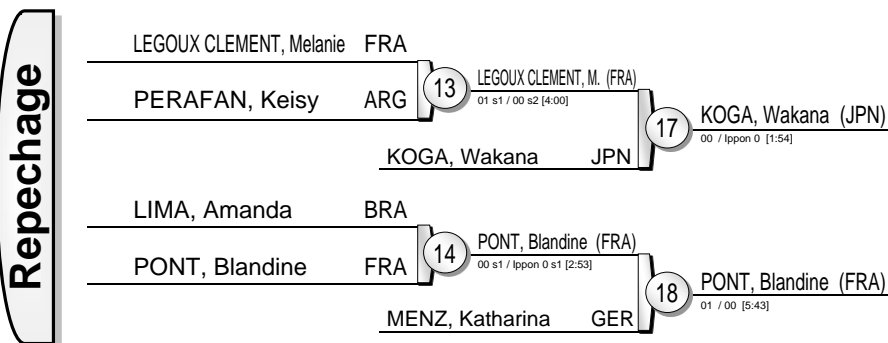 Repechage
LEGOUX CLEMENT, Melanie FRA
PERAFAN, Keisy ARG
13
LEGOUX CLEMENT, M. (FRA)
01 s1 / 00 s2 [4:00]
KOGA, Wakana JPN
17
KOGA, Wakana (JPN)
00 / Ippon 0 [1:54]
LIMA, Amanda BRA
PONT, Blandine FRA
14
PONT, Blandine (FRA)
00 s1 / Ippon 0 s1 [2:53]
MENZ, Katharina GER
18
PONT, Blandine (FRA)
01 / 00 [5:43]